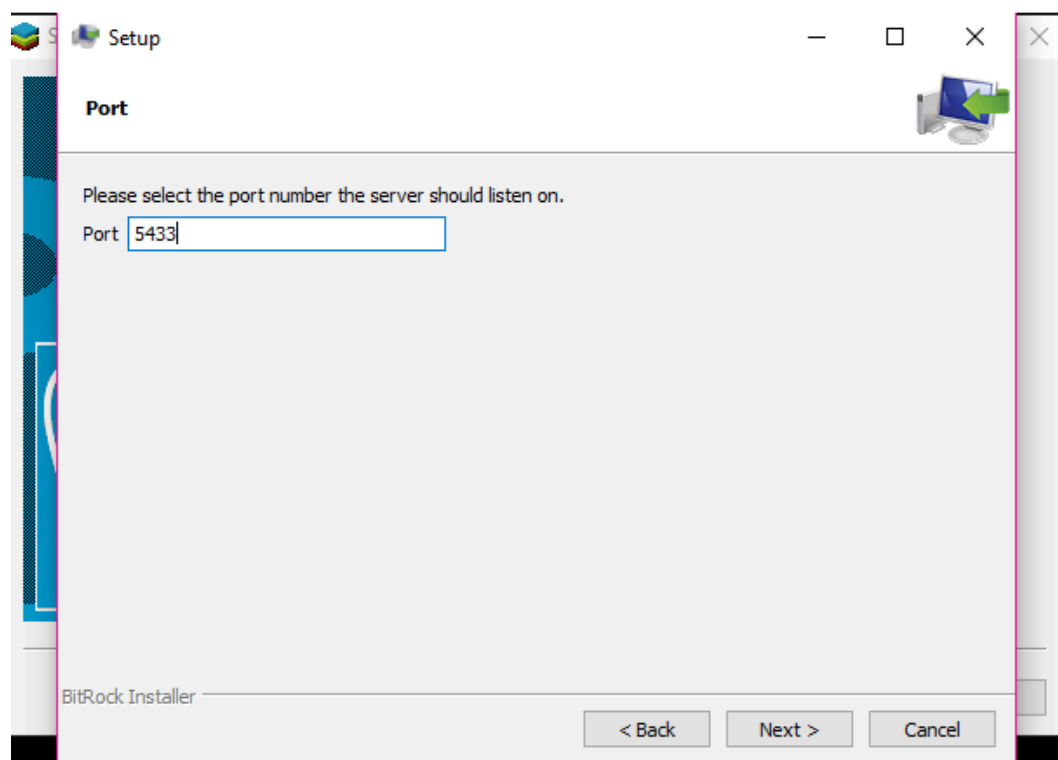 S
Setup
Port
Please select the port number the server should listen on.
Port 5433
BitRock Installer
< Back Next > Cancel